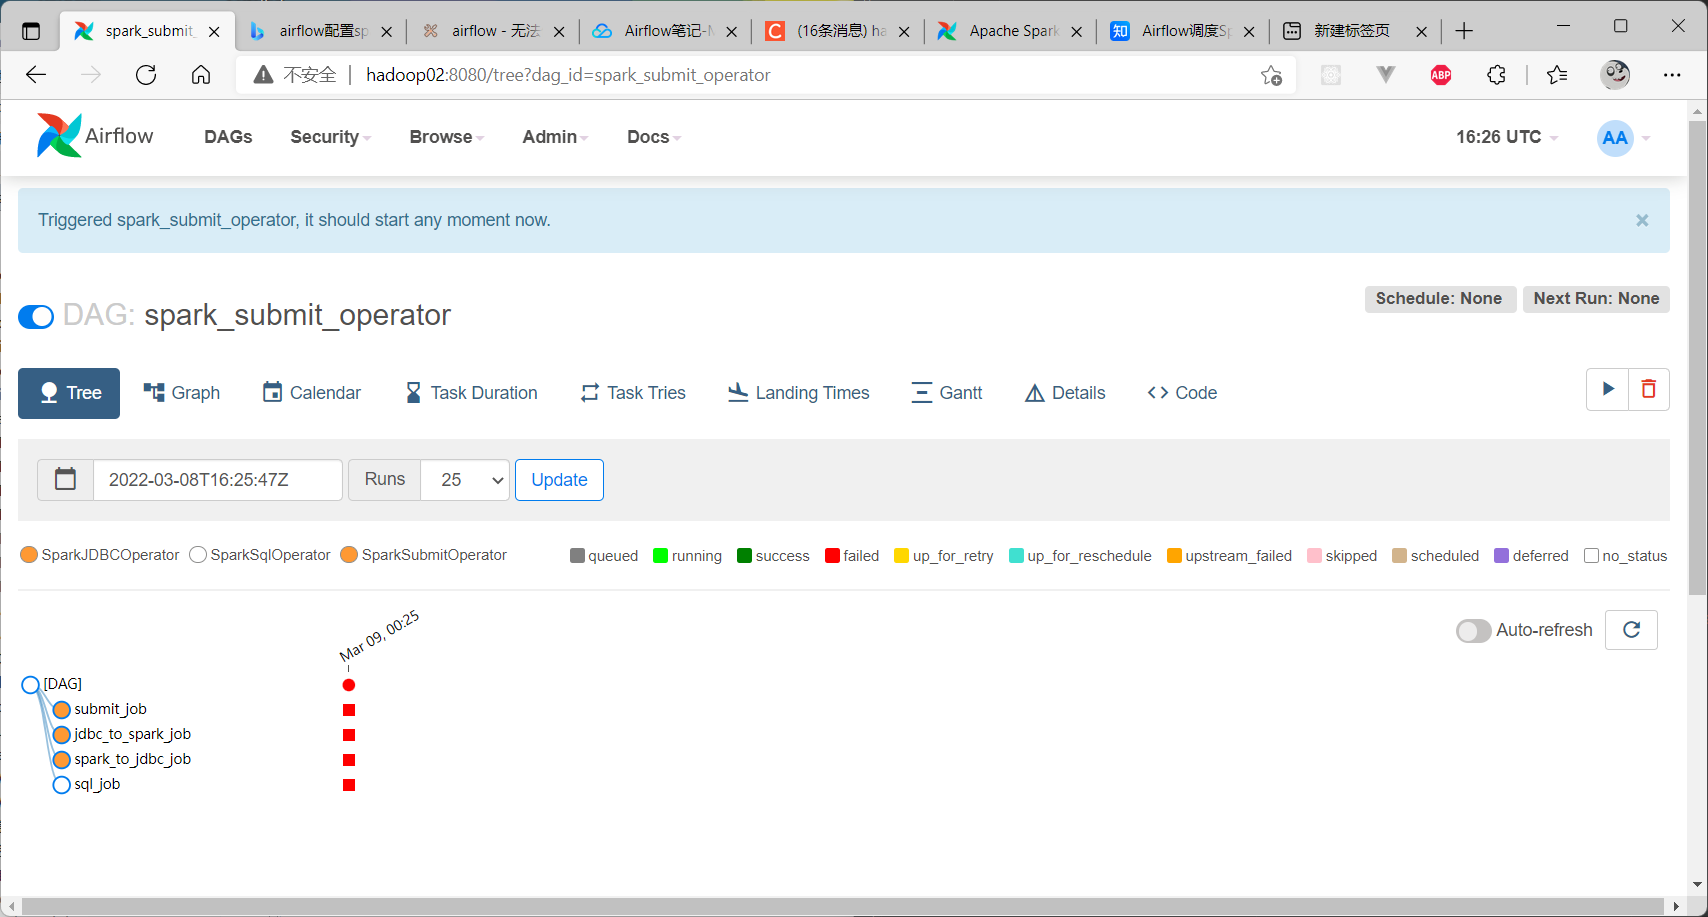 spark_submit_
airflow配置sp
airflow - 无法
Airflow笔记-M
(16条消息) ha
Apache Spark
Airflow调度Sp
新建标签页
不安全 | hadoop02:8080/tree?dag_id=spark_submit_operator
ABP
Airflow
DAGs
Security
Browse
Admin
Docs
16:26 UTC
AA
Triggered spark_submit_operator, it should start any moment now.
×
DAG: spark_submit_operator
Schedule: None
Next Run: None
Tree
Graph
Calendar
Task Duration
Task Tries
Landing Times
Gantt
Details
Code
2022-03-08T16:25:47Z
Runs
25
Update
SparkJDBCOperator
SparkSqlOperator
SparkSubmitOperator
queued
running
success
failed
up_for_retry
up_for_reschedule
upstream_failed
skipped
scheduled
deferred
no_status
Mar 09, 00:25
Auto-refresh
[DAG]
submit_job
jdbc_to_spark_job
spark_to_jdbc_job
sql_job